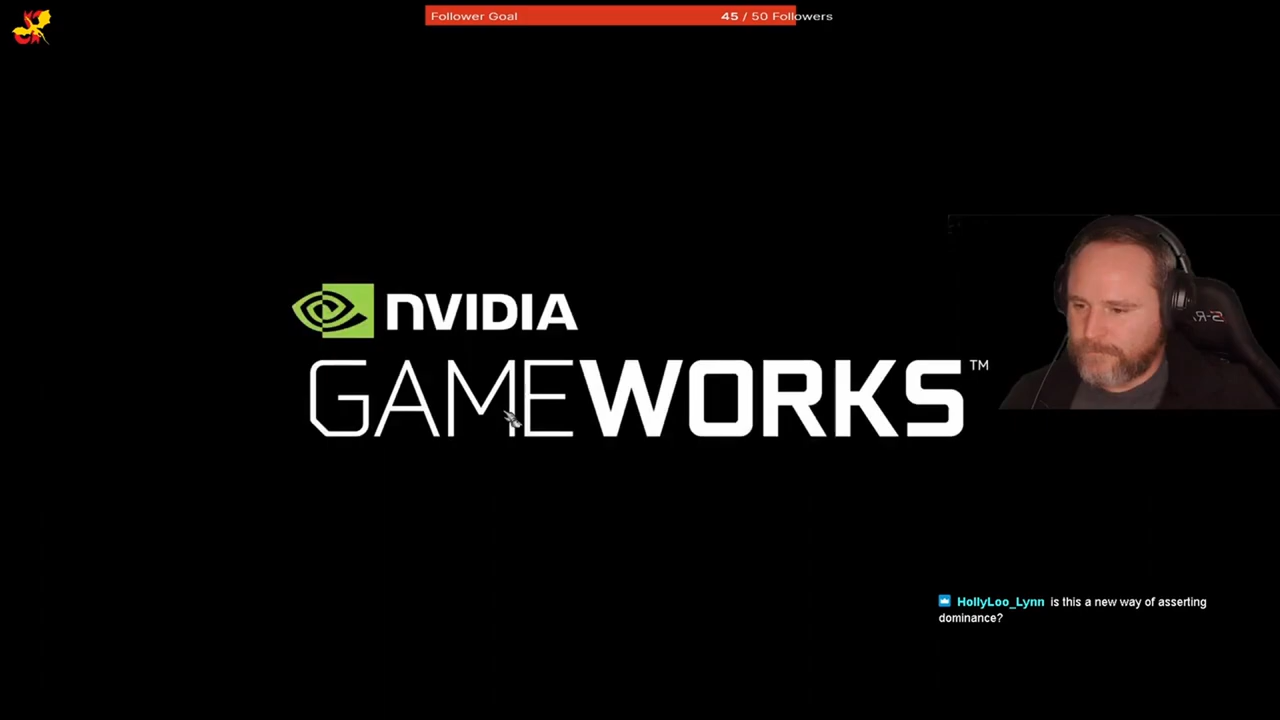 Follower Goal 45 / 50 Followers
NVIDIA
GAMEWORKS™
HollyLoo_Lynn is this a new way of asserting
dominance?